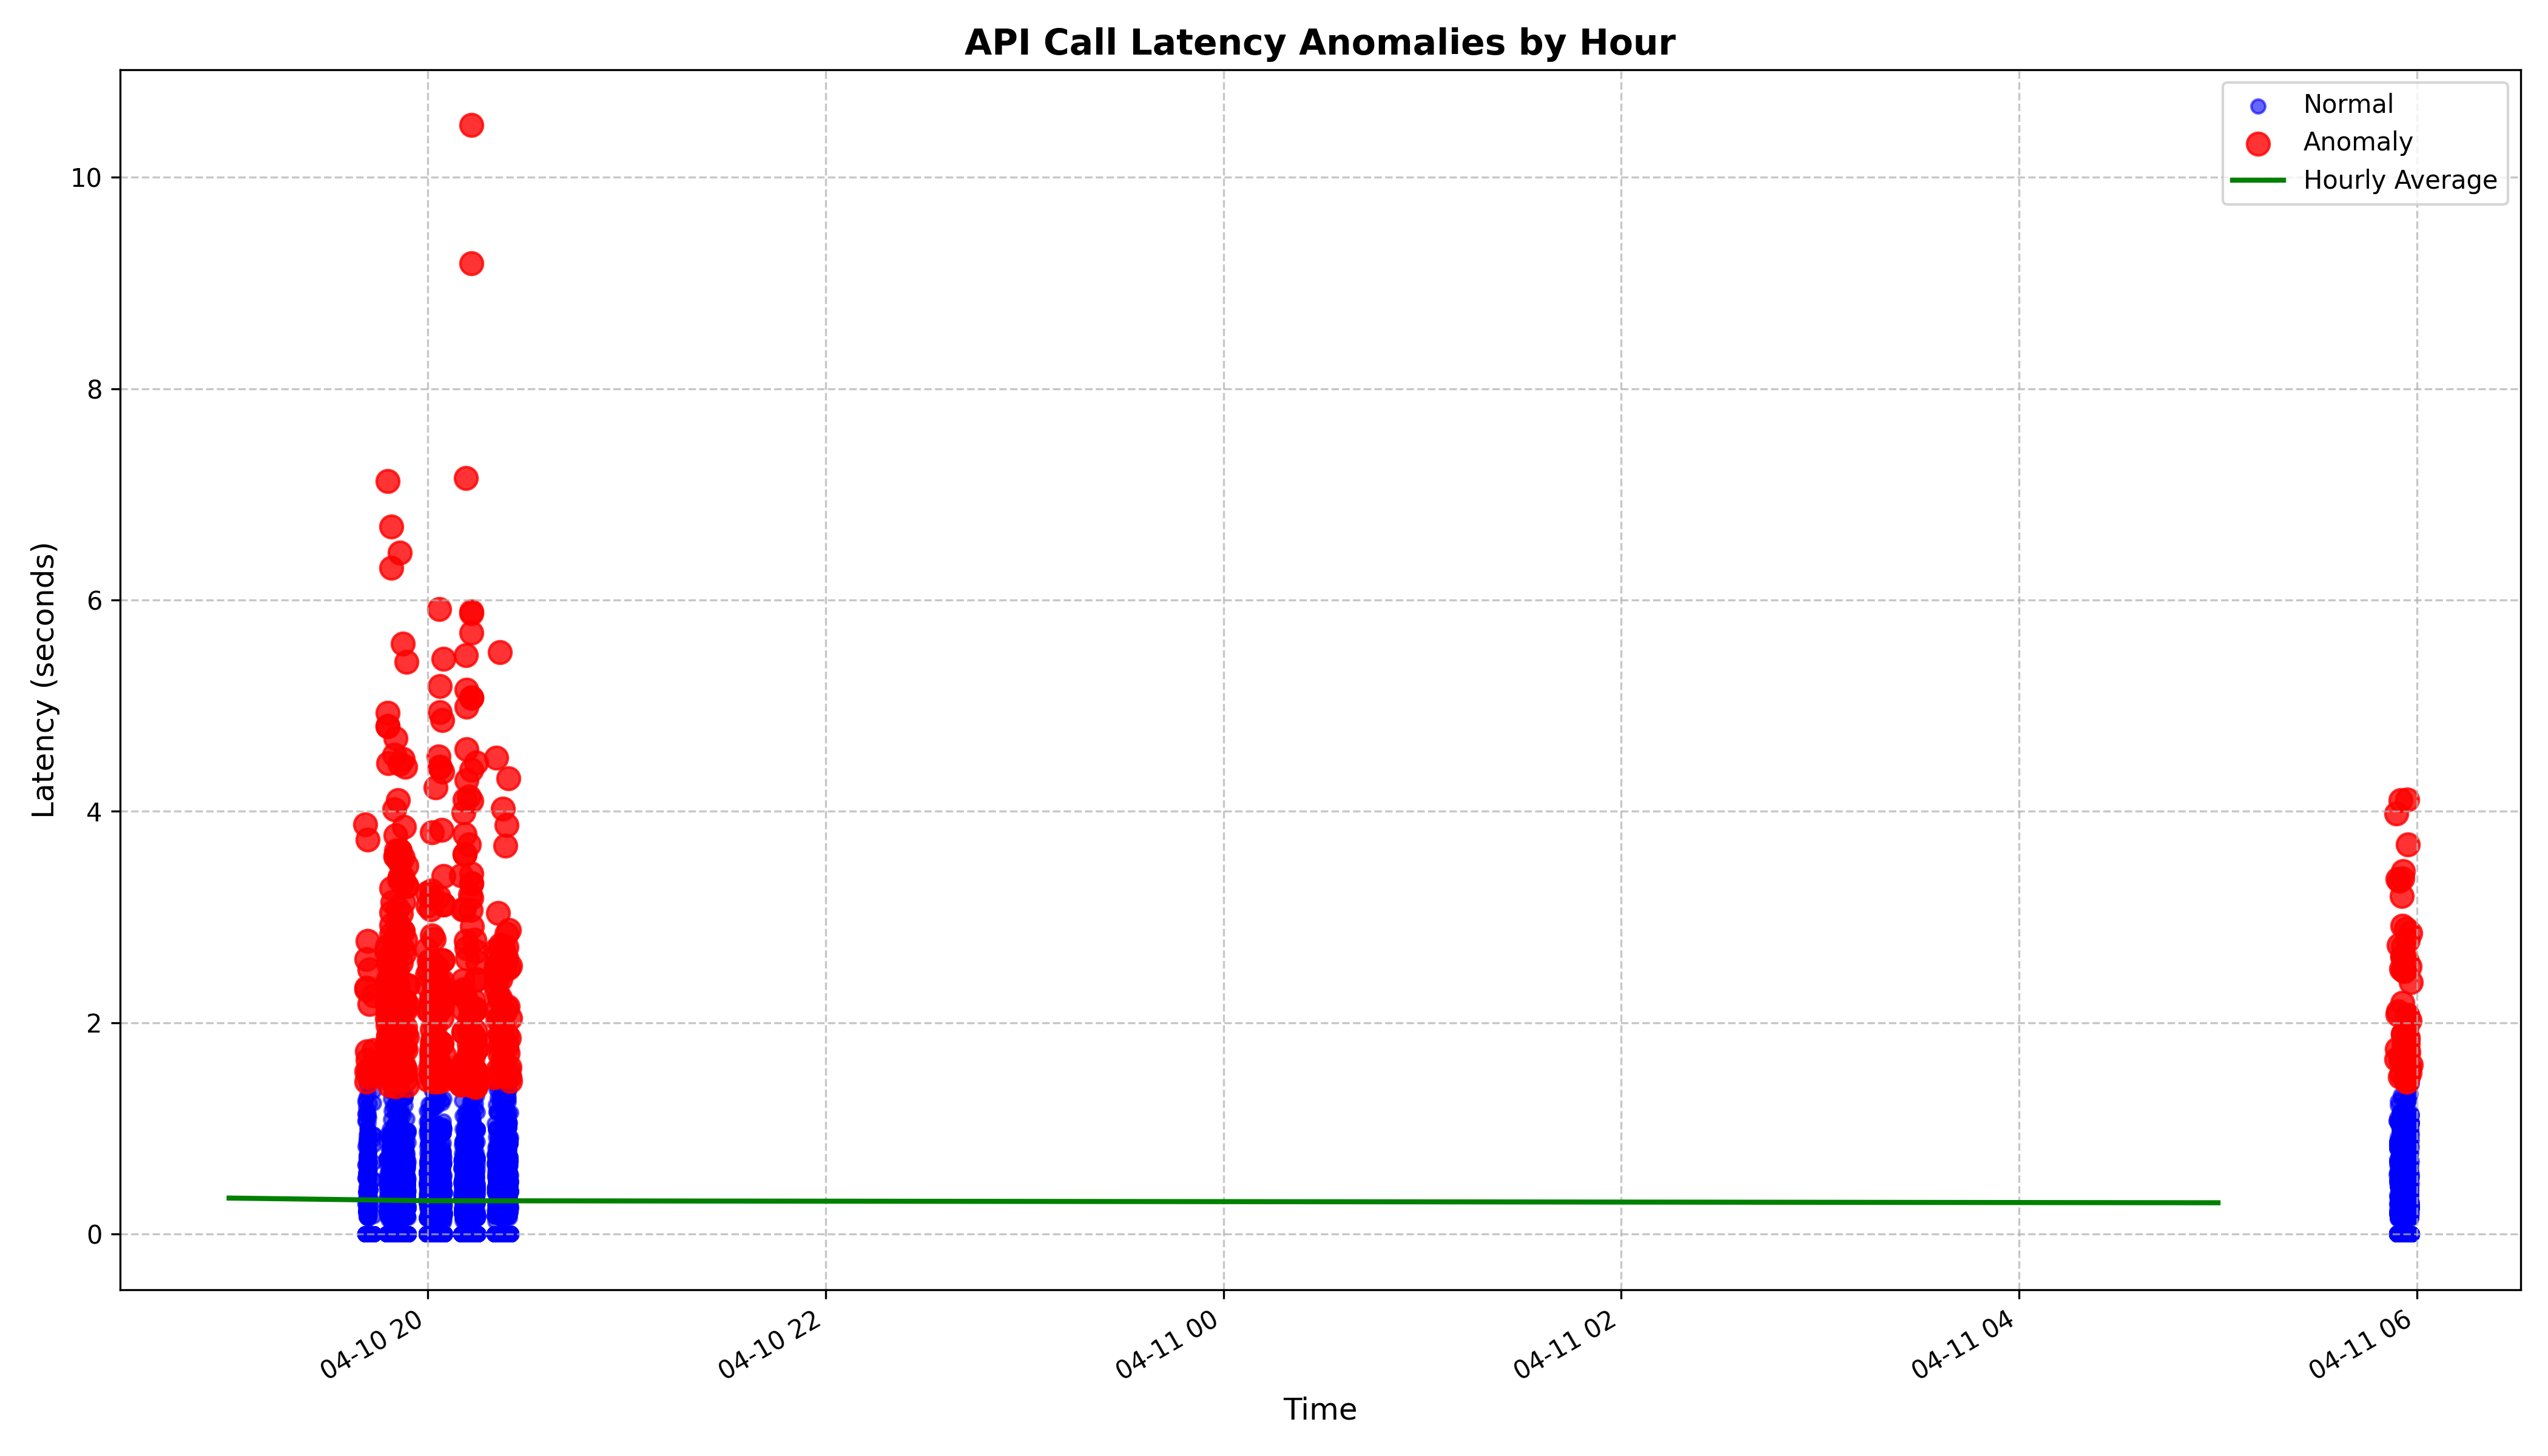 API Call Latency Anomalies by Hour
Normal
Anomaly
Hourly Average
Latency (seconds)
10
8
6
4
2
0
04-10 20
04-10 22
04-11 00
04-11 02
04-11 04
04-11 06
Time